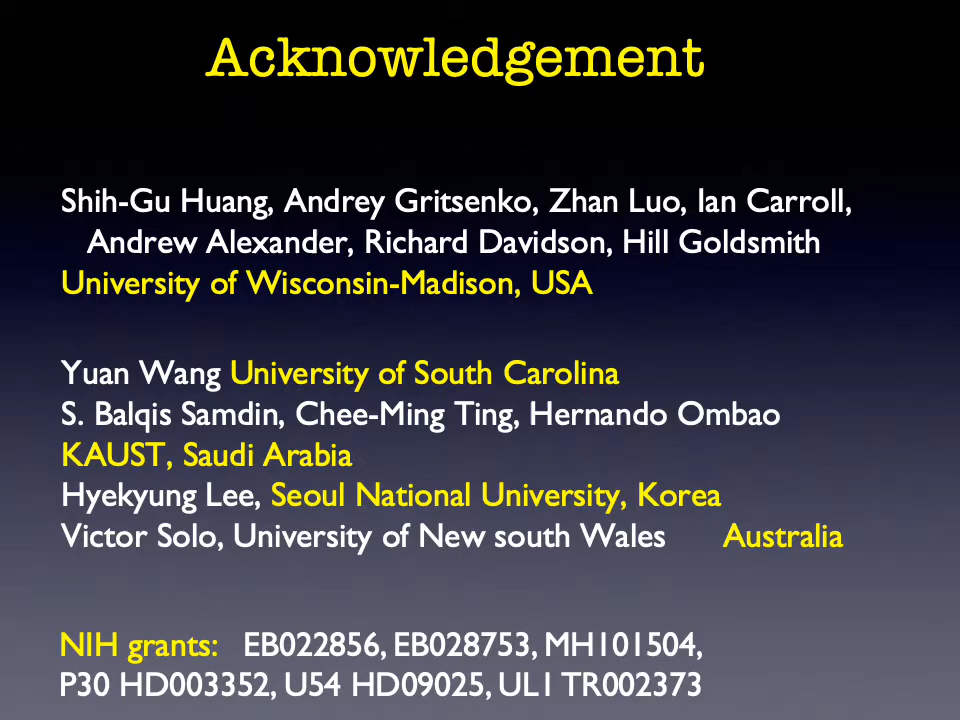 Acknowledgement
Shih-Gu Huang, Andrey Gritsenko, Zhan Luo, Ian Carroll,
Andrew Alexander, Richard Davidson, Hill Goldsmith
University of Wisconsin-Madison, USA
Yuan Wang University of South Carolina
S. Balqis Samdin, Chee-Ming Ting, Hernando Ombao
KAUST, Saudi Arabia
Hyekyung Lee, Seoul National University, Korea
Victor Solo, University of New south Wales Australia
NIH grants: EB022856, EB028753, MH101504,
P30 HD003352, U54 HD09025, UL1 TR002373